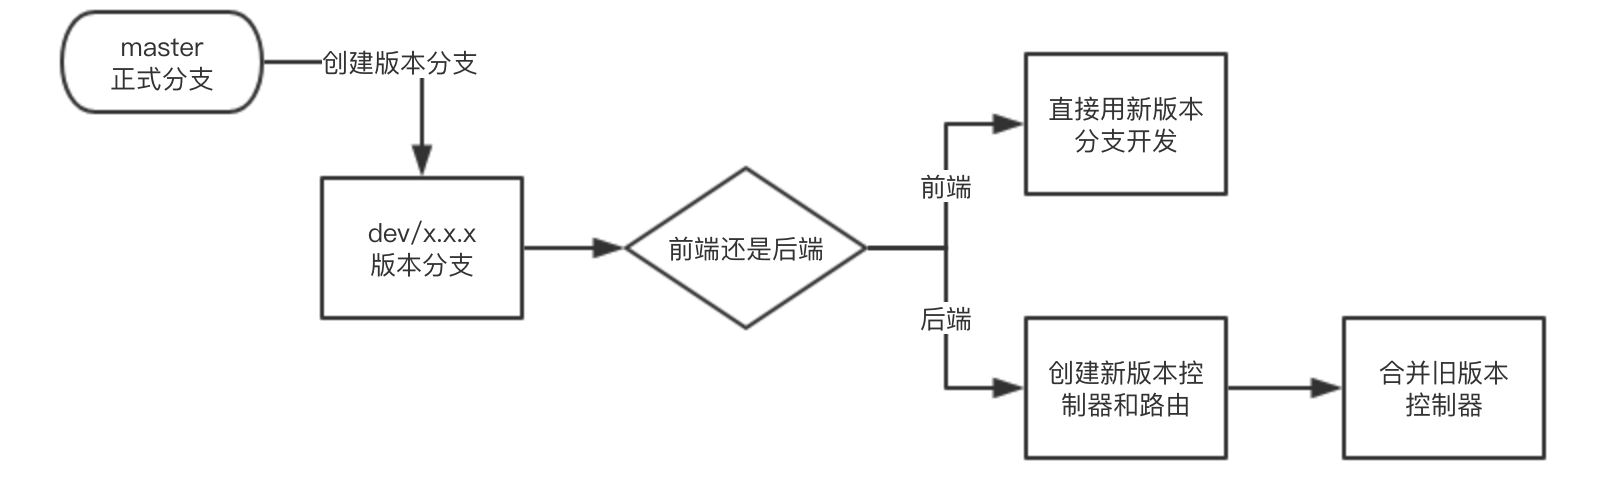 master
正式分支
创建版本分支
dev/x.x.x
版本分支
前端还是后端
前端
直接用新版本
分支开发
后端
创建新版本控
制器和路由
合并旧版本
控制器